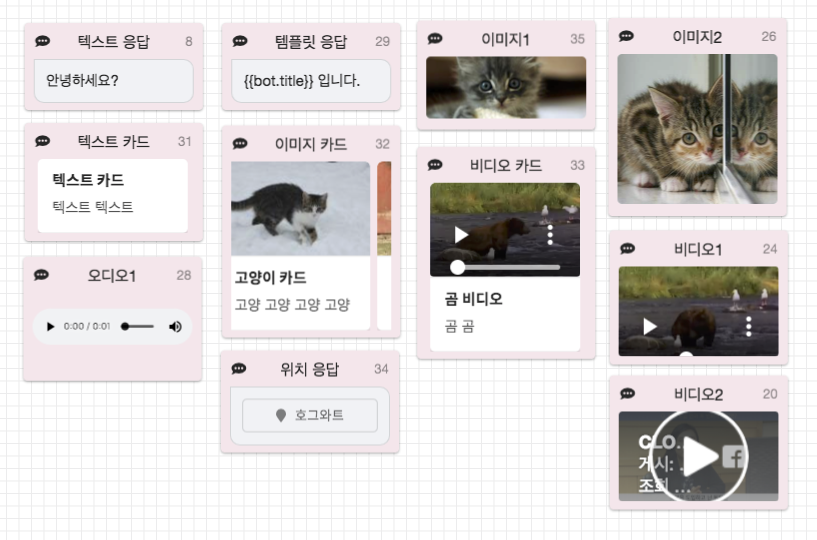 텍스트 응답 8
안녕하세요?
템플릿 응답 29
{{bot.title}} 입니다.
이미지1 35
이미지2 26
텍스트 카드 31
텍스트 카드
텍스트 텍스트
이미지 카드 32
고양이 카드
고양 고양 고양 고양
비디오 카드 33
곰 비디오
곰 곰
오디오1 28
0:00 / 0:01
위치 응답 34
호그와트
비디오1 24
비디오2 20
CLO...
게시: ...
조회 ...